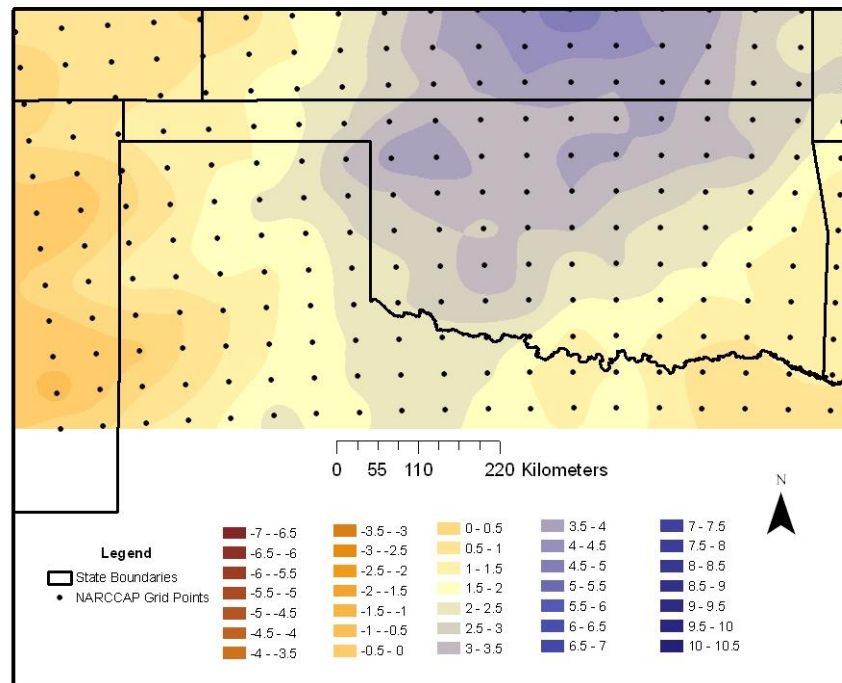 0 55 110 220 Kilometers
N
Legend
State Boundaries
NARCCAP Grid Points
-7 - -6.5
-6.5 - -6
-6 - -5.5
-5.5 - -5
-5 - -4.5
-4.5 - -4
-4 - -3.5
-3.5 - -3
-3 - -2.5
-2.5 - -2
-2 - -1.5
-1.5 - -1
-1 - -0.5
-0.5 - 0
0 - 0.5
0.5 - 1
1 - 1.5
1.5 - 2
2 - 2.5
2.5 - 3
3 - 3.5
3.5 - 4
4 - 4.5
4.5 - 5
5 - 5.5
5.5 - 6
6 - 6.5
6.5 - 7
7 - 7.5
7.5 - 8
8 - 8.5
8.5 - 9
9 - 9.5
9.5 - 10
10 - 10.5